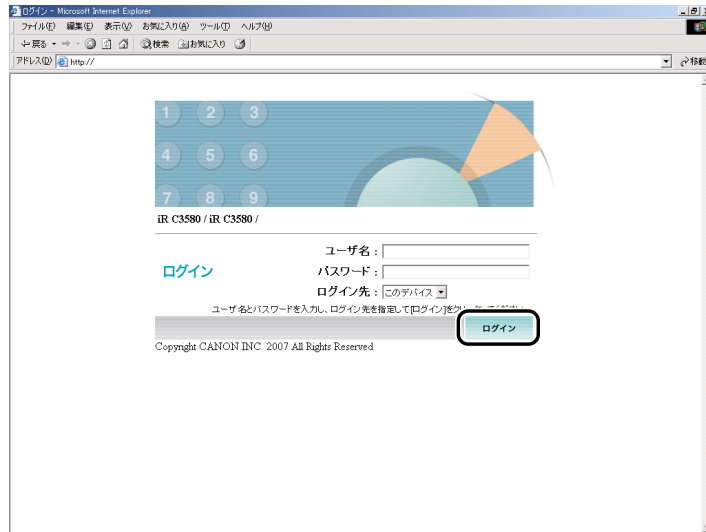 ログイン - Microsoft Internet Explorer
ファイル(F) 編集(E) 表示(V) お気に入り(A) ツール(T) ヘルプ(H)
戻る 検索 お気に入り
アドレス(D) http:// 移動
1 2 3
4 5 6
7 8 9
iR C3580 / iR C3580 /
ユーザ名 :
ログイン パスワード :
ログイン先 : このデバイス
ユーザ名とパスワードを入力し、ログイン先を指定して[ログイン]をクリックしてください
ログイン
Copyright CANON INC. 2007 All Rights Reserved